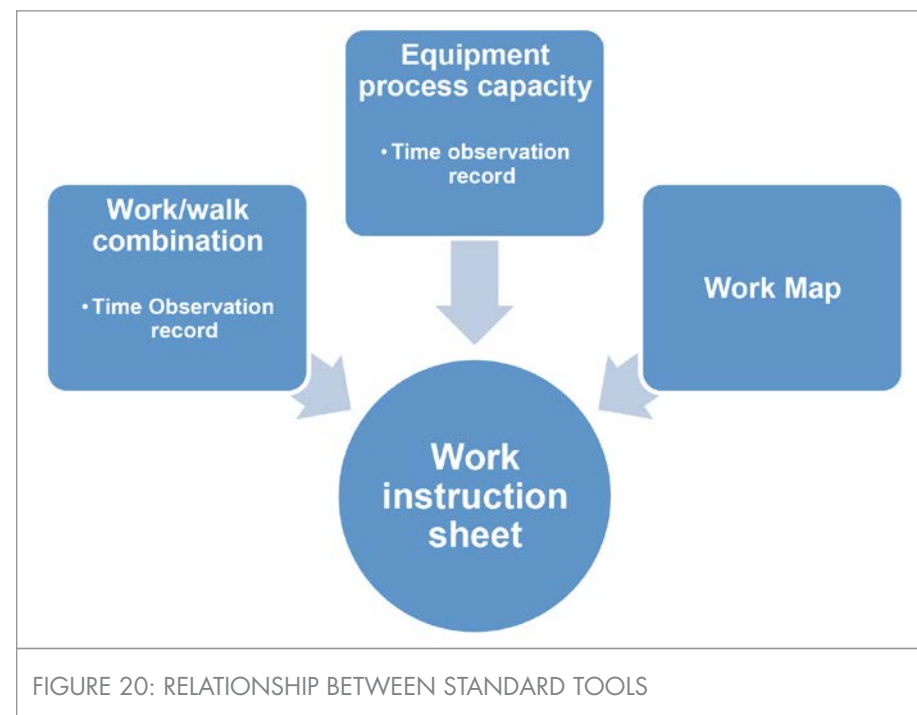 Equipment
process capacity
• Time observation
record
Work/walk
combination
• Time Observation
record
Work Map
Work
instruction
sheet
FIGURE 20: RELATIONSHIP BETWEEN STANDARD TOOLS